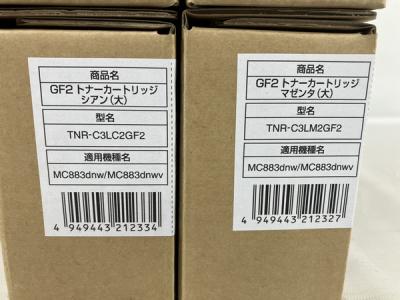 商品名
GF2 トナーカートリッジ
シアン(大)
型名
TNR-C3LC2GF2
適用機種名
MC883dnw/MC883dnwv
4 949443 212334
商品名
GF2 トナーカートリッジ
マゼンタ(大)
型名
TNR-C3LM2GF2
適用機種名
MC883dnw/MC883dnwv
4 949443 212327